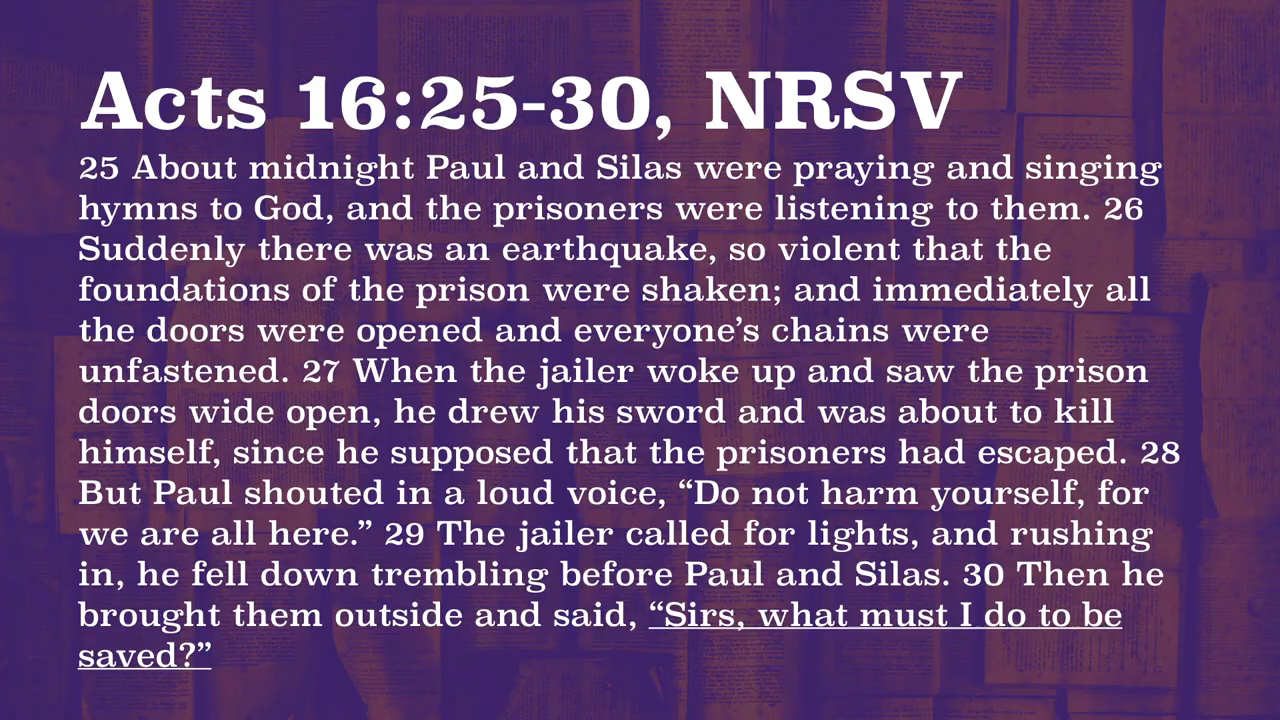 Acts 16:25-30, NRSV
25 About midnight Paul and Silas were praying and singing
hymns to God, and the prisoners were listening to them. 26
Suddenly there was an earthquake, so violent that the
foundations of the prison were shaken; and immediately all
the doors were opened and everyone’s chains were
unfastened. 27 When the jailer woke up and saw the prison
doors wide open, he drew his sword and was about to kill
himself, since he supposed that the prisoners had escaped. 28
But Paul shouted in a loud voice, “Do not harm yourself, for
we are all here.” 29 The jailer called for lights, and rushing
in, he fell down trembling before Paul and Silas. 30 Then he
brought them outside and said, “Sirs, what must I do to be
saved?”